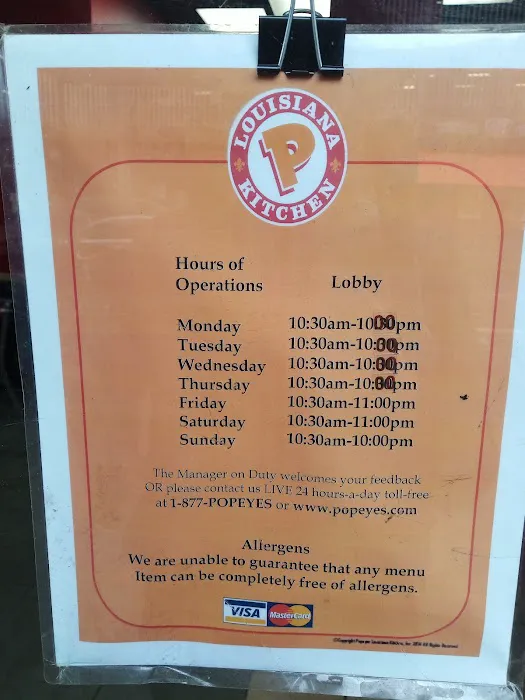 LOUISIANA
P
KITCHEN
Hours of
Operations
Lobby
Monday 10:30am-10:00pm
Tuesday 10:30am-10:00pm
Wednesday 10:30am-10:00pm
Thursday 10:30am-10:00pm
Friday 10:30am-11:00pm
Saturday 10:30am-11:00pm
Sunday 10:30am-10:00pm
The Manager on Duty welcomes your feedback
OR please contact us LIVE 24 hours-a-day toll-free
at 1-877-POPEYES or www.popeyes.com
Allergens
We are unable to guarantee that any menu
Item can be completely free of allergens.
VISA MasterCard